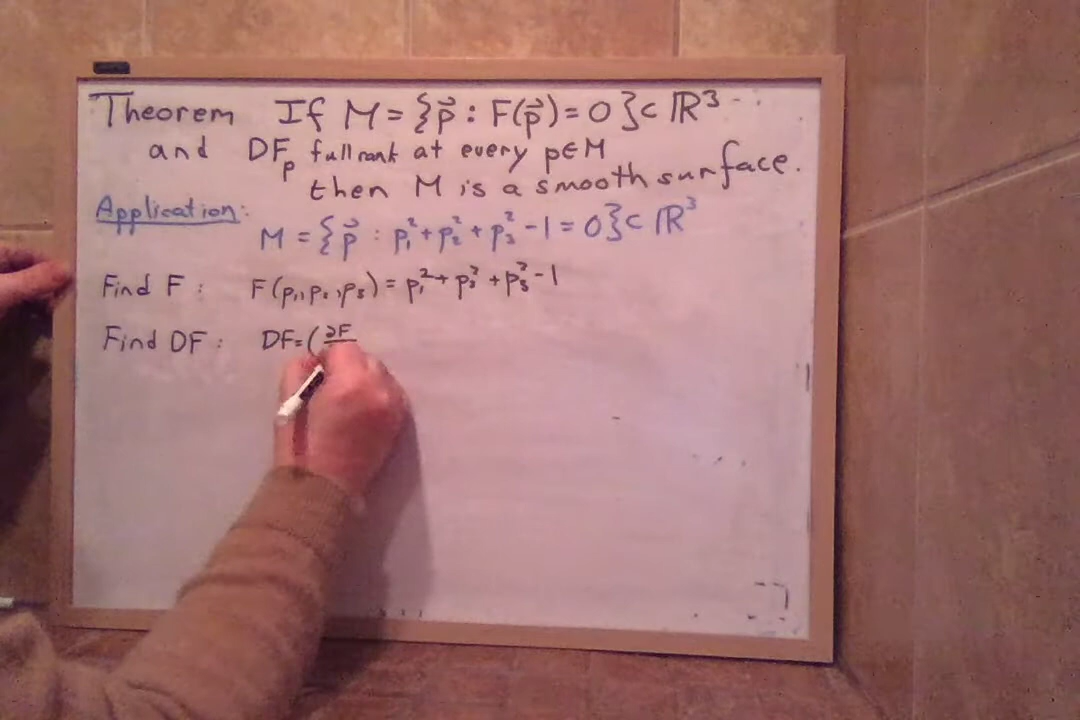 Theorem If M = {p⃗ : F(p⃗) = 0} ⊂ ℝ³
and DFₚ full rank at every p∈M
then M is a smooth surface.
Application:
M = {p⃗ : p₁² + p₂² + p₃² - 1 = 0} ⊂ ℝ³
Find F : F(p₁, p₂, p₃) = p₁² + p₂² + p₃² - 1
Find DF : DF = (∂F